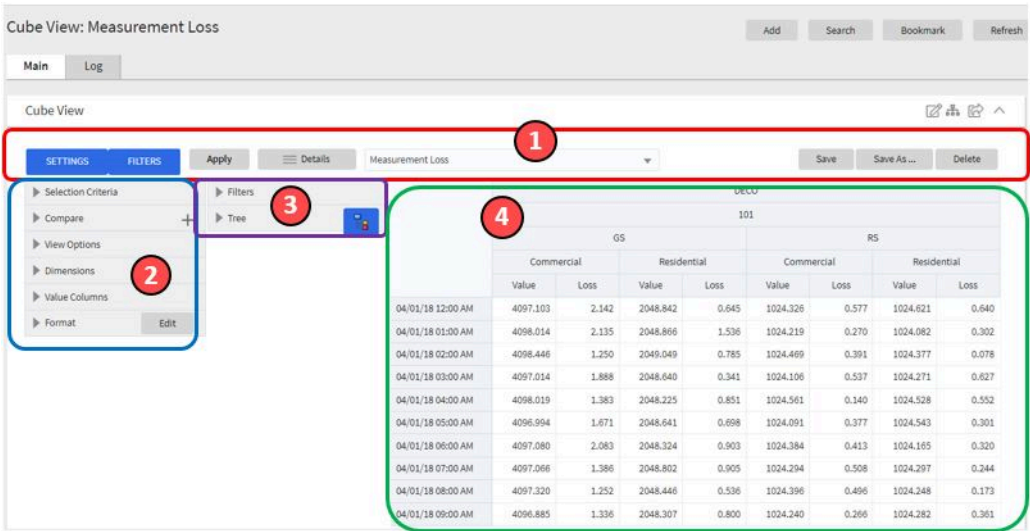 Cube View: Measurement Loss
Add Search Bookmark Refresh
Main Log
Cube View
1
SETTINGS FILTERS Apply Details Measurement Loss Save Save As ... Delete
Selection Criteria Filters DECO
Compare + 3 Tree 4 101
View Options GS RS
Dimensions 2 Commercial Residential Commercial Residential
Value Columns Value Loss Value Loss Value Loss Value Loss
Format Edit 04/01/18 12:00 AM 4097.103 2.142 2048.842 0.645 1024.326 0.577 1024.621 0.640
04/01/18 01:00 AM 4098.014 2.135 2048.866 1.536 1024.219 0.270 1024.082 0.302
04/01/18 02:00 AM 4098.446 1.250 2049.049 0.785 1024.469 0.391 1024.377 0.078
04/01/18 03:00 AM 4097.014 1.888 2048.640 0.341 1024.106 0.537 1024.271 0.627
04/01/18 04:00 AM 4098.019 1.383 2048.225 0.851 1024.561 0.140 1024.528 0.552
04/01/18 05:00 AM 4096.994 1.671 2048.641 0.698 1024.091 0.377 1024.543 0.301
04/01/18 06:00 AM 4097.080 2.083 2048.324 0.903 1024.384 0.413 1024.165 0.320
04/01/18 07:00 AM 4097.066 1.386 2048.802 0.905 1024.294 0.508 1024.297 0.244
04/01/18 08:00 AM 4097.320 1.252 2048.446 0.536 1024.396 0.496 1024.248 0.173
04/01/18 09:00 AM 4096.885 1.336 2048.307 0.800 1024.240 0.266 1024.282 0.361